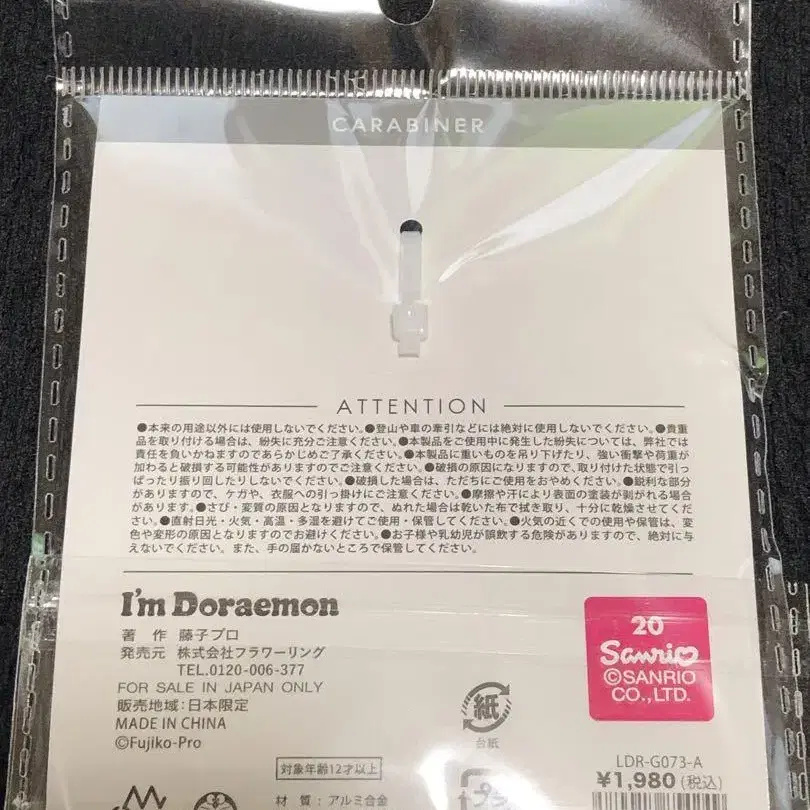 CARABINER
ATTENTION
●本来の用途以外には使用しないでください。●登山や車の牽引などには絶対に使用しないでください。●貴重
品を取り付ける場合は、紛失に充分ご注意ください。●本製品をご使用中に発生した紛失については、弊社では
責任を負いかねますのであらかじめご了承ください。●本製品に重いものを吊り下げたり、強い衝撃や荷重が
加わると破損する可能性がありますのでご注意ください。●破損の原因になりますので、取り付けた状態で引っ
ぱったり振り回したりしないでください。●破損した場合は、ただちにご使用をおやめください。●鋭利な部分
がありますので、ケガや、衣服への引っ掛けにご注意ください。●摩擦や汗により表面の塗装が剥がれる場合
があります。●さび・変質の原因となりますので、ぬれた場合は乾いた布で拭き取り、十分に乾燥させてくださ
い。●直射日光・火気・高温・多湿を避けてご使用・保管してください。●火気の近くでの使用や保管は、変
色や変形の原因となりますのでお避けください。●お子様や乳幼児が誤飲する危険がありますので、絶対に与
えないでください。また、手の届かないところで保管してください。
I'm Doraemon
著 作 藤子プロ
発売元 株式会社フラワーリング
TEL.0120-006-377
FOR SALE IN JAPAN ONLY
販売地域:日本限定
MADE IN CHINA
©Fujiko-Pro
20
Sanrio
©SANRIO
CO.,LTD.
紙
台紙
対象年齢12才以上
材 質 : アルミ合金
プラ
LDR-G073-A
¥1,980(税込)